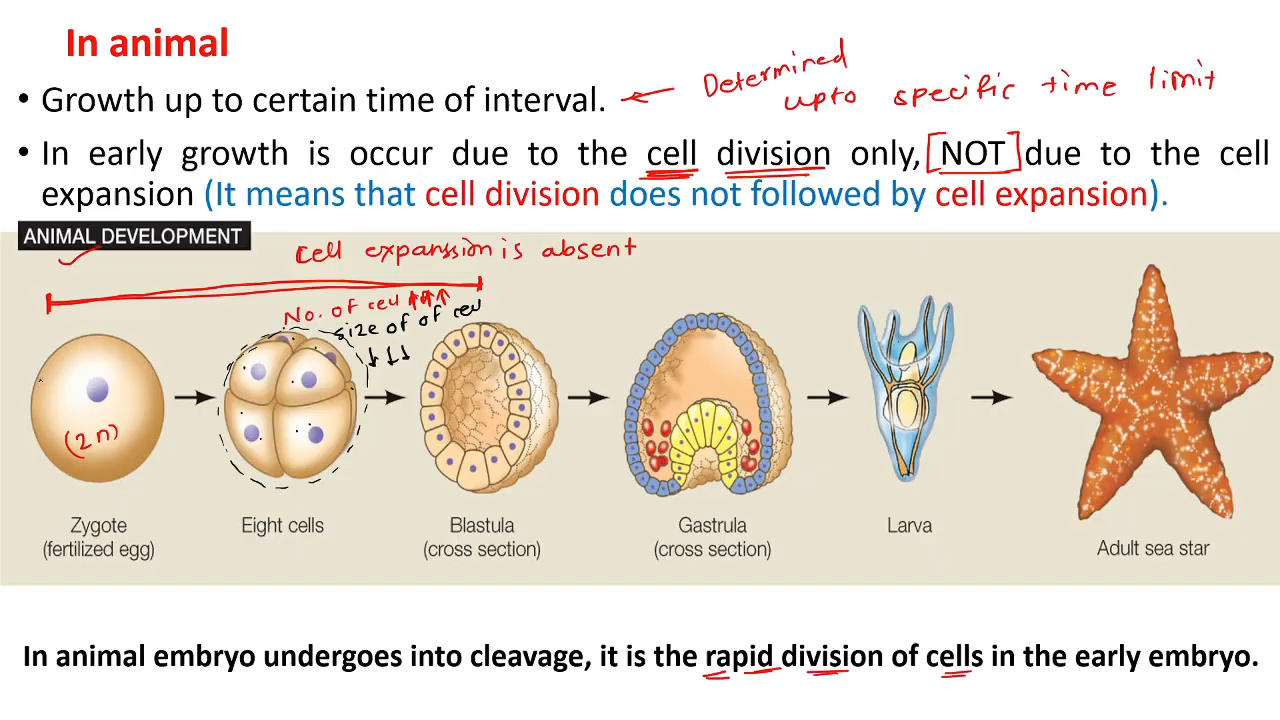 In animal
• Growth up to certain time of interval.
Determined
upto specific time limit
• In early growth is occur due to the cell division only, NOT due to the cell
expansion (It means that cell division does not followed by cell expansion).
ANIMAL DEVELOPMENT
Cell expansion is absent
No. of cell
size of of cell
(2n)
Zygote
(fertilized egg)
Eight cells
Blastula
(cross section)
Gastrula
(cross section)
Larva
Adult sea star
In animal embryo undergoes into cleavage, it is the rapid division of cells in the early embryo.